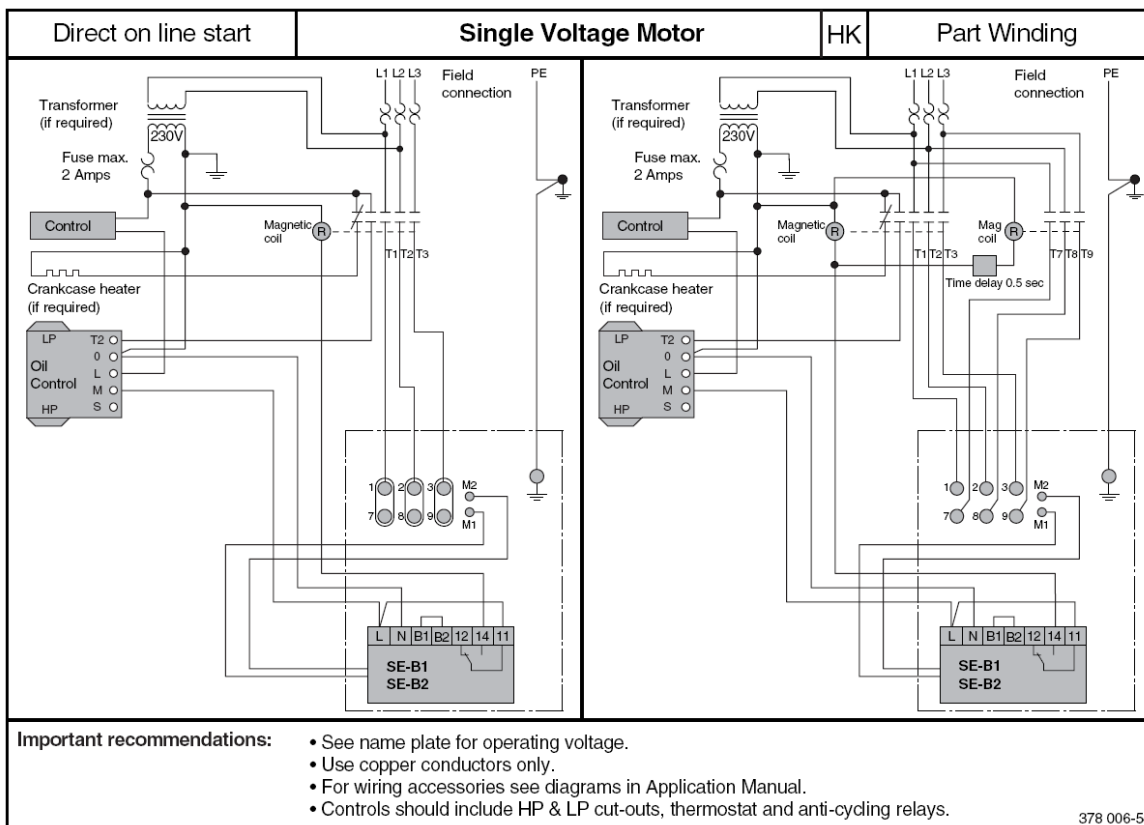 Direct on line start
Single Voltage Motor
HK
Part Winding
L1 L2 L3
Field
connection
PE
Transformer
(if required)
230V
Fuse max.
2 Amps
Control
Magnetic
coil
R
T1 T2 T3
Crankcase heater
(if required)
LP
Oil
Control
HP
T2
0
L
M
S
1 2 3
M2
7 8 9
M1
L N B1 B2 12 14 11
SE-B1
SE-B2
L1 L2 L3
Field
connection
PE
Transformer
(if required)
230V
Fuse max.
2 Amps
Control
Magnetic
coil
R
Mag
coil
R
T1 T2 T3
T7 T8 T9
Time delay 0.5 sec
Crankcase heater
(if required)
LP
Oil
Control
HP
T2
0
L
M
S
1 2 3
M2
7 8 9
M1
L N B1 B2 12 14 11
SE-B1
SE-B2
Important recommendations:
• See name plate for operating voltage.
• Use copper conductors only.
• For wiring accessories see diagrams in Application Manual.
• Controls should include HP & LP cut-outs, thermostat and anti-cycling relays.
378 006-5